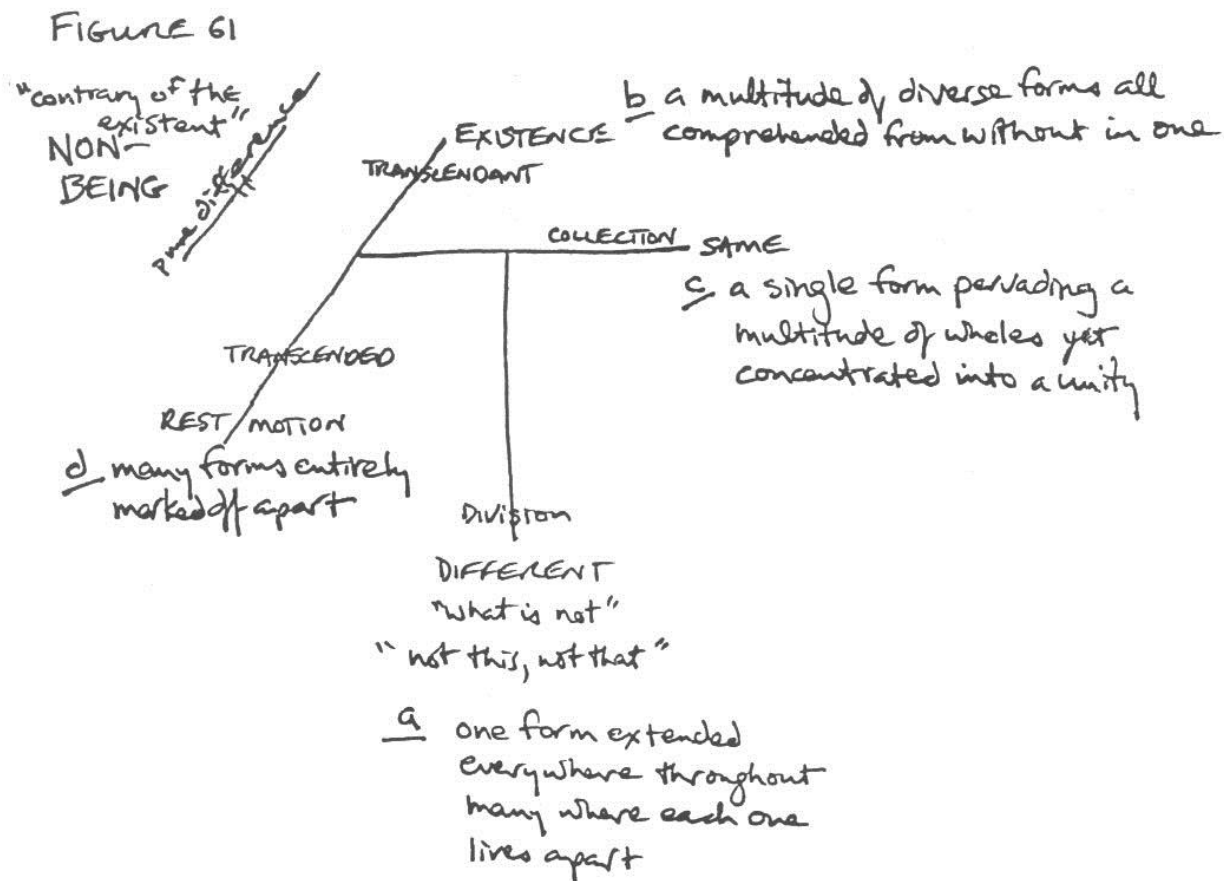 FIGURE 61
"contrary of the
existent"
NON-
BEING
pure difference
EXISTENCE
TRANSCENDANT
b a multitude of diverse forms all
comprehended from without in one
COLLECTION SAME
c a single form pervading a
multitude of wholes yet
concentrated into a unity
TRANSCENDED
REST / MOTION
d many forms entirely
marked off apart
Division
DIFFERENT
"what is not"
"not this, not that"
a one form extended
everywhere throughout
many where each one
lives apart